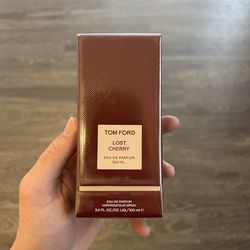 TOM FORD
LOST
CHERRY
EAU DE PARFUM
100 ML
EAU DE PARFUM
VAPORISATEUR SPRAY
3.4 FL.OZ./OZ. LIQ./100 ml ℮